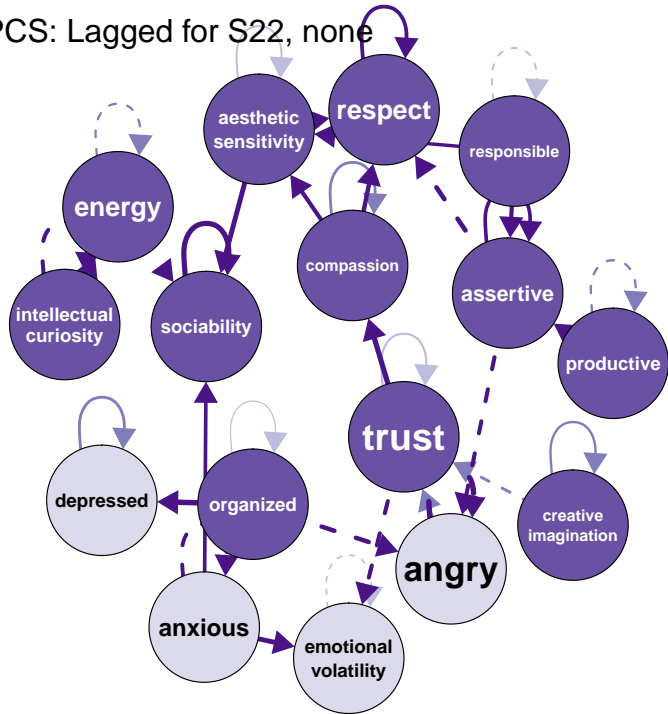 PCS: Lagged for S22, none
aesthetic
sensitivity
respect
responsible
energy
compassion
intellectual
curiosity
sociability
assertive
productive
trust
depressed
organized
creative
imagination
angry
anxious
emotional
volatility